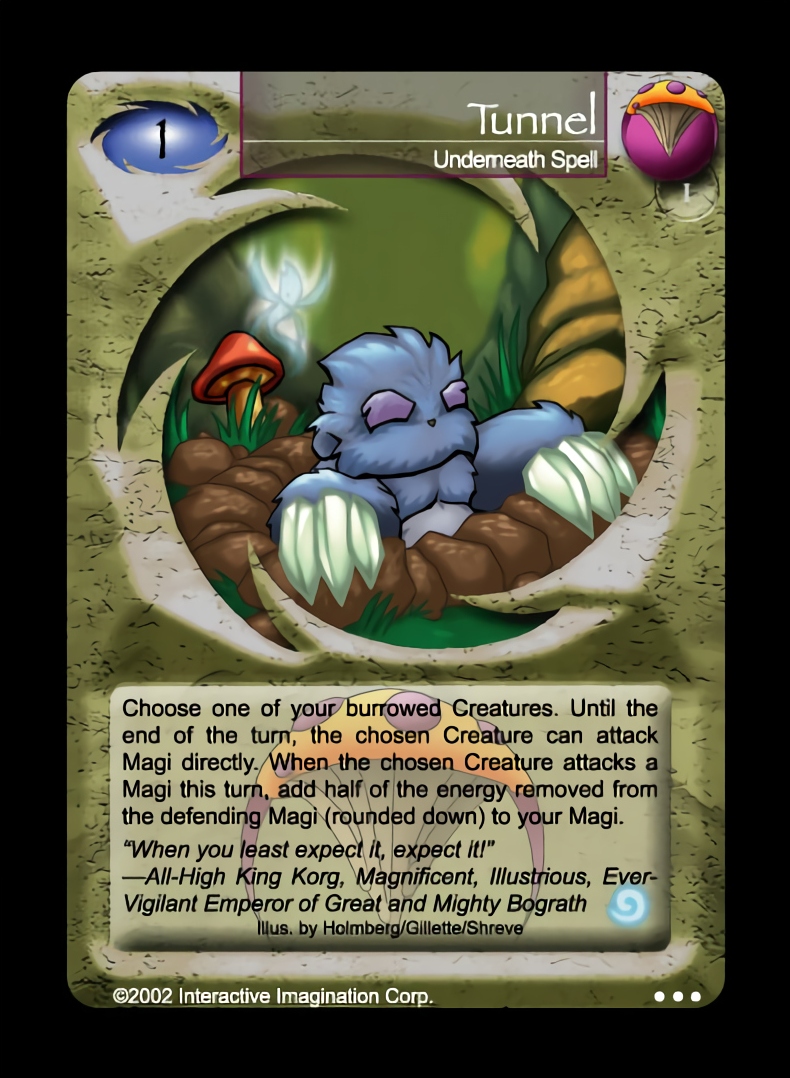 1
Tunnel
Underneath Spell
1
Choose one of your burrowed Creatures. Until the
end of the turn, the chosen Creature can attack
Magi directly. When the chosen Creature attacks a
Magi this turn, add half of the energy removed from
the defending Magi (rounded down) to your Magi.
“When you least expect it, expect it!”
—All-High King Korg, Magnificent, Illustrious, Ever-
Vigilant Emperor of Great and Mighty Bograth
Illus. by Holmberg/Gillette/Shreve
©2002 Interactive Imagination Corp.